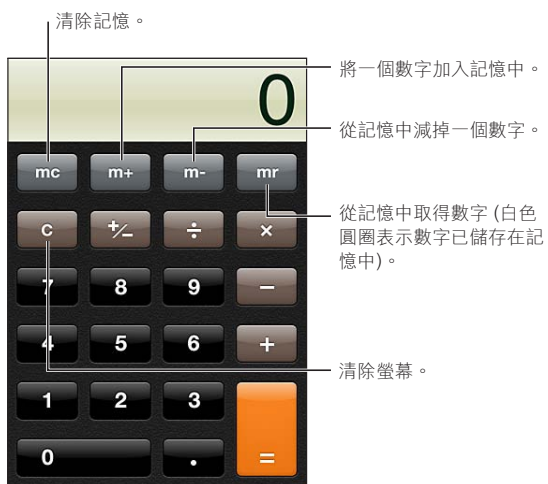 清除記憶。
將一個數字加入記憶中。
0
從記憶中減掉一個數字。
mc m+ m- mr
從記憶中取得數字 (白色
圓圈表示數字已儲存在記
憶中)。
c +⁄− ÷ ×
7 8 9 −
4 5 6 +
清除螢幕。
1 2 3
0 . =